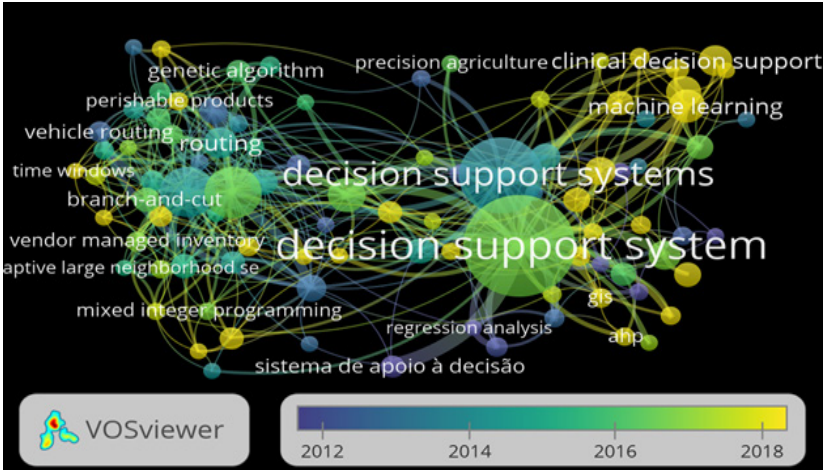 precision agriculture
clinical decision support
genetic algorithm
perishable products
machine learning
vehicle routing
routing
time windows
decision support systems
branch-and-cut
vendor managed inventory
decision support system
aptive large neighborhood se
gis
mixed integer programming
regression analysis
ahp
sistema de apoio à decisão
VOSviewer
2012 2014 2016 2018